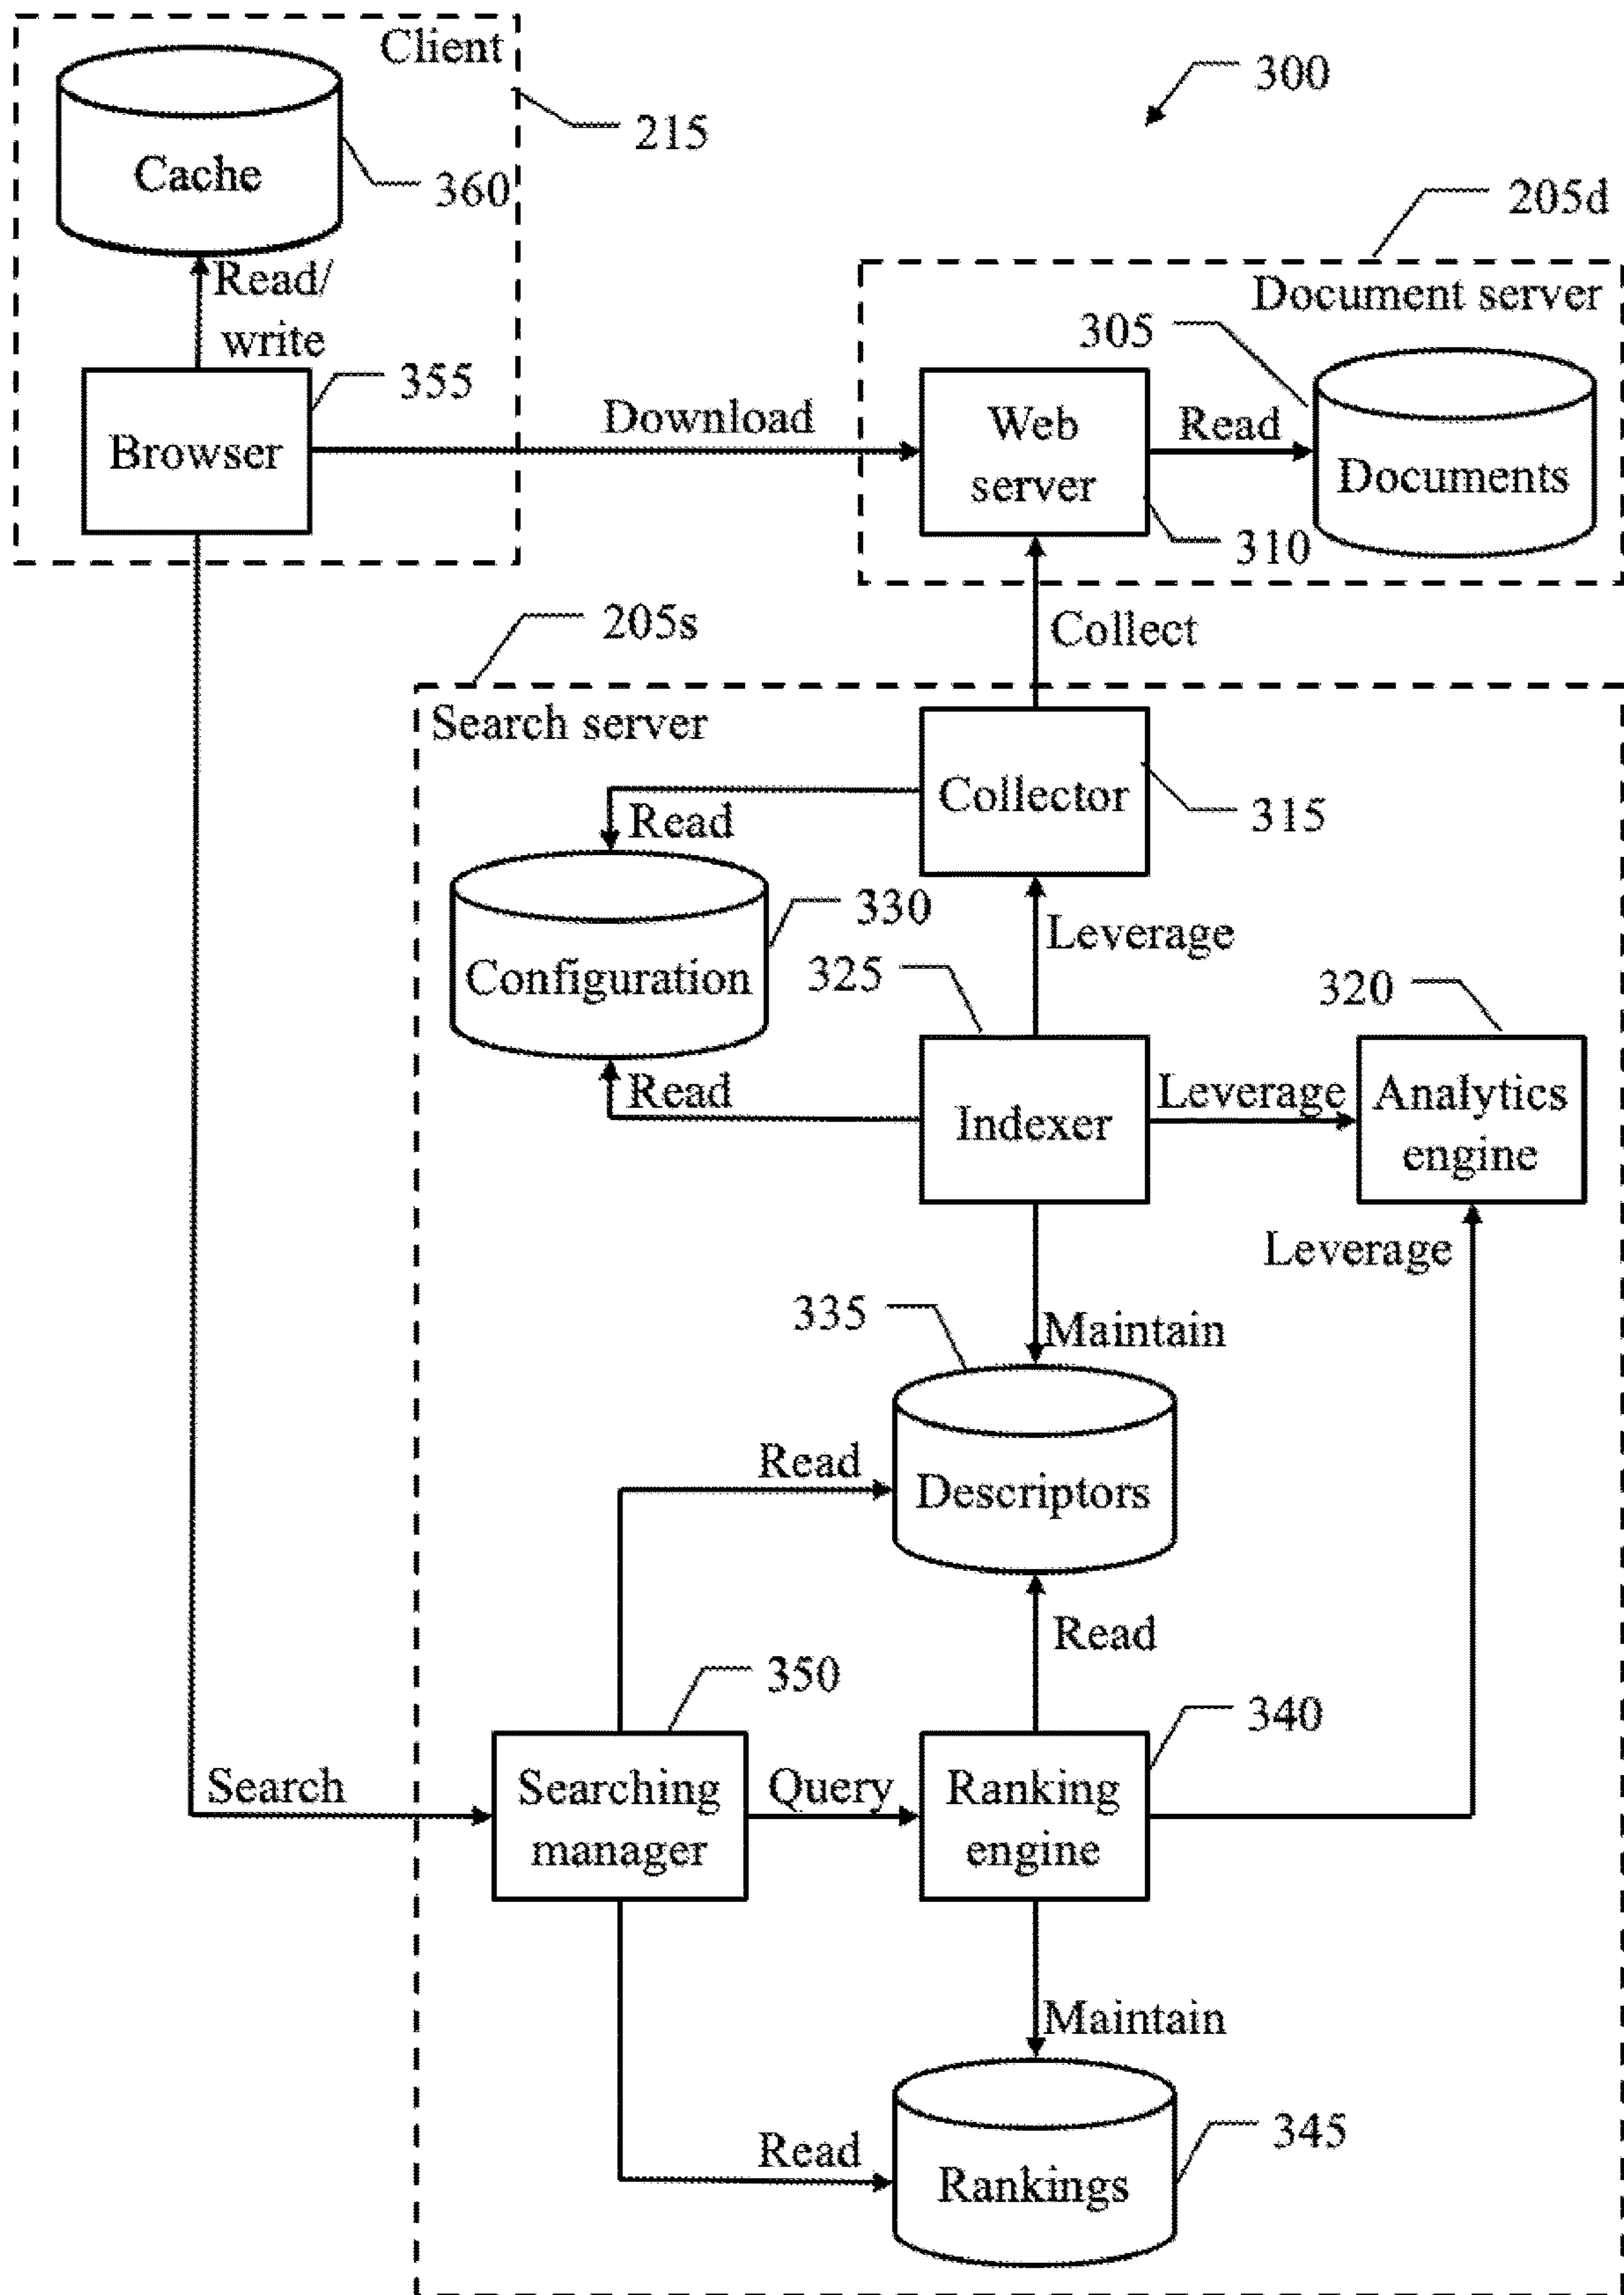 Client
300
215
Cache
360
205d
Read/
write
Document server
305
355
Download
Web
server
Read
Browser
Documents
310
205s
Collect
Search server
Collector
315
Read
330
Leverage
Configuration
325
320
Read
Indexer
Leverage
Analytics
engine
Leverage
335
Maintain
Read
Descriptors
Read
350
340
Search
Searching
manager
Query
Ranking
engine
Maintain
345
Read
Rankings